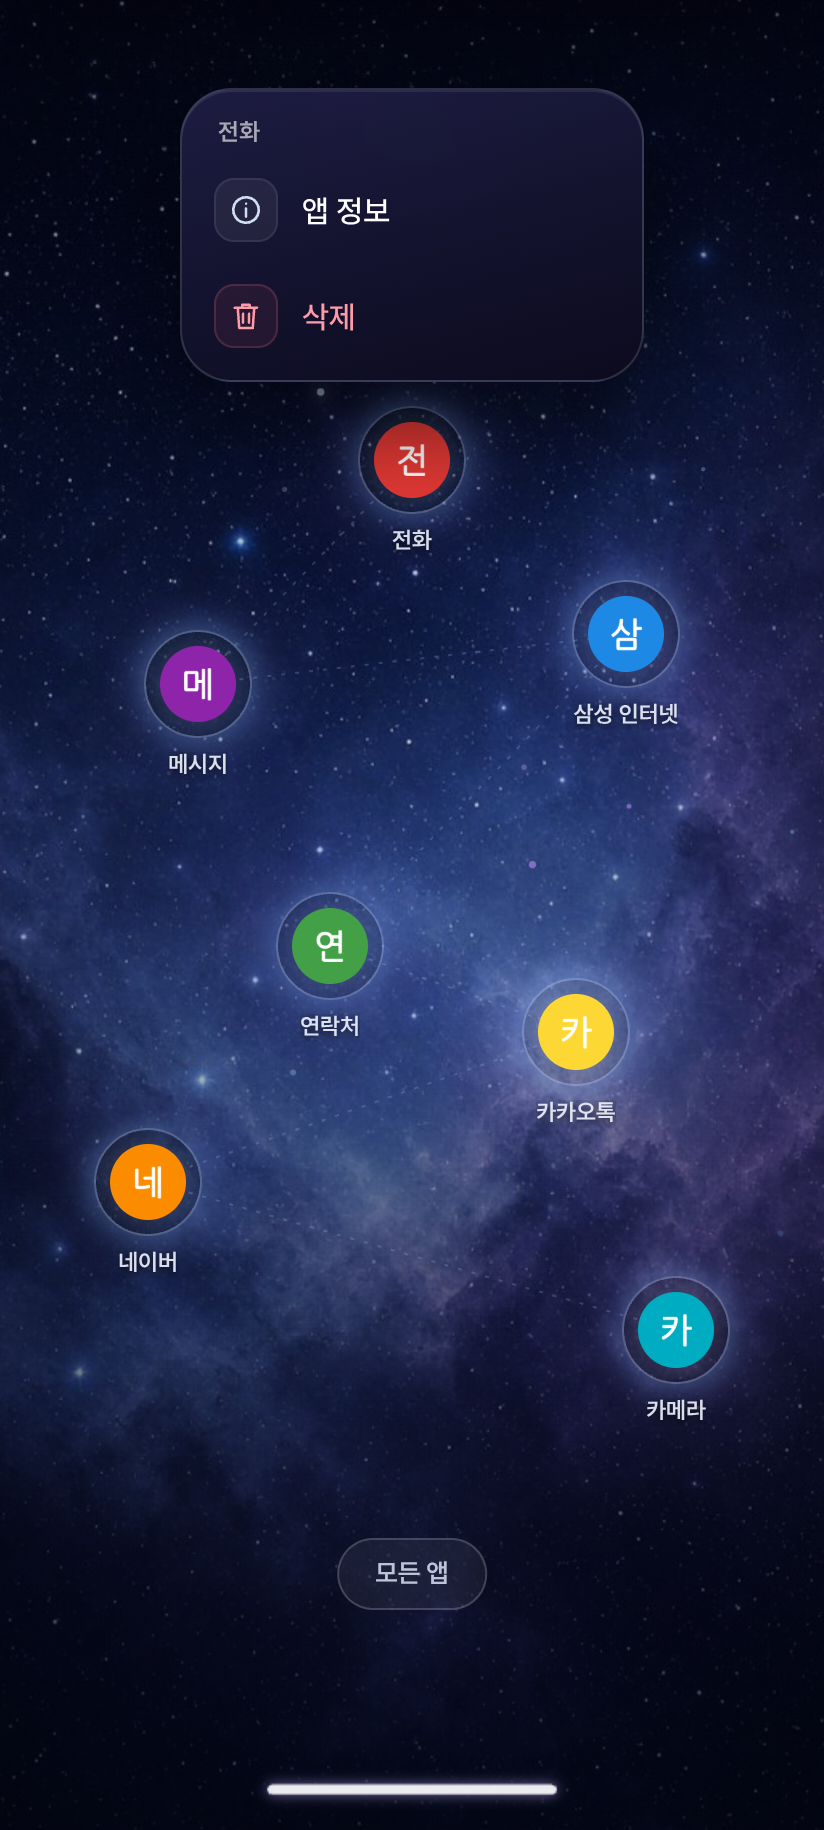 전화
앱 정보
삭제
전
전화
삼
삼성 인터넷
메
메시지
연
연락처
카
카카오톡
네
네이버
카
카메라
모든 앱